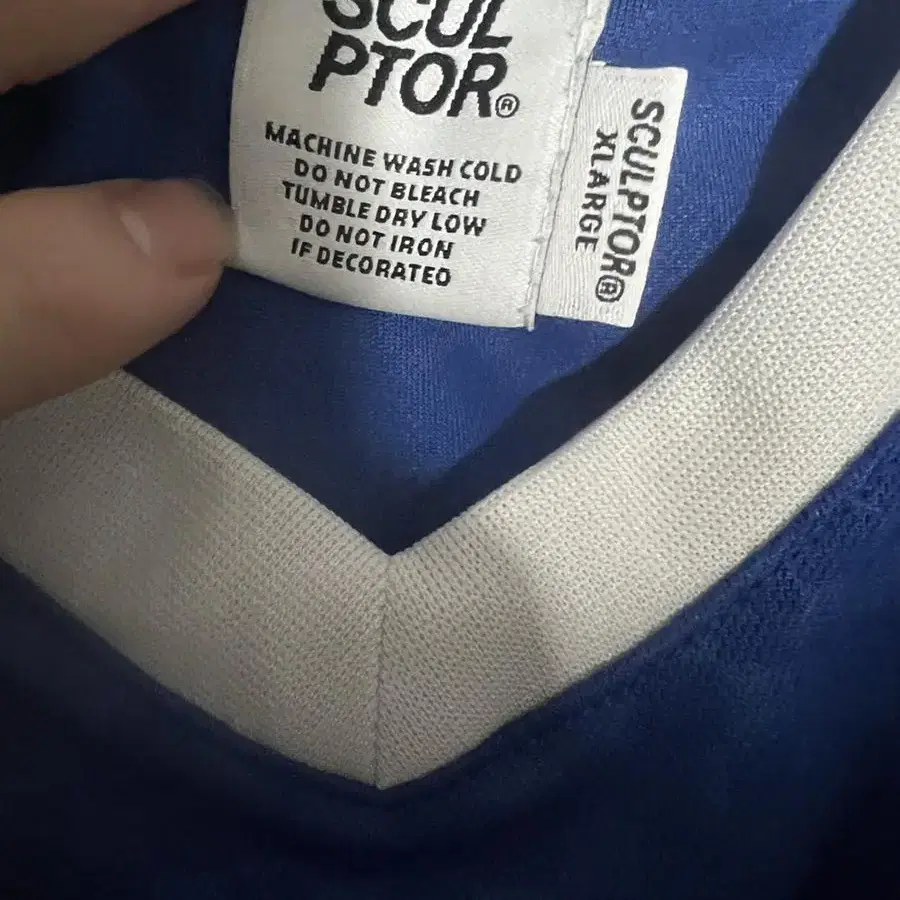 SCUL
PTOR®
MACHINE WASH COLD
DO NOT BLEACH
TUMBLE DRY LOW
DO NOT IRON
IF DECORATED
SCULPTOR®
XLARGE